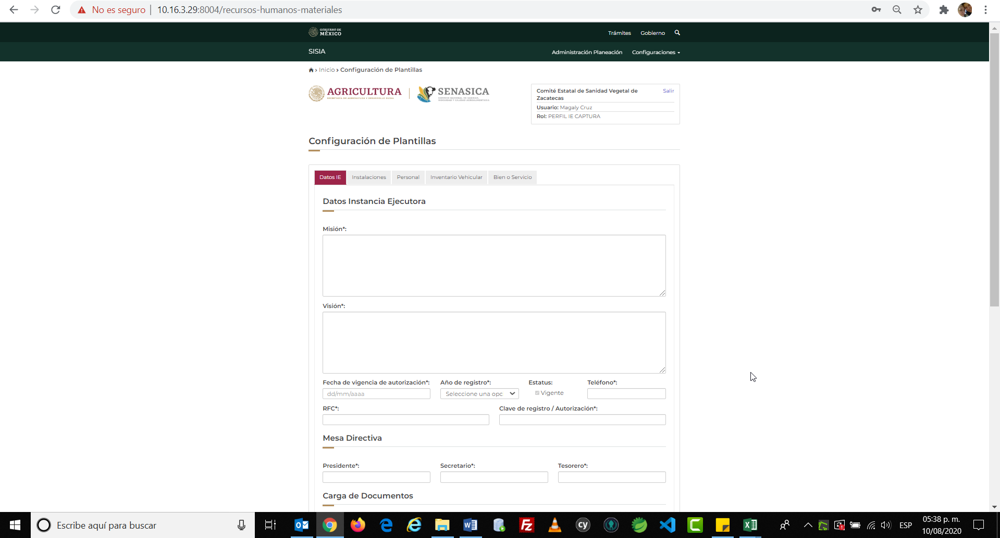 No es seguro | 10.16.3.29:8004/recursos-humanos-materiales
GOBIERNO DE
MÉXICO
Trámites Gobierno
SISIA
Administración Planeación Configuraciones
Inicio > Configuración de Plantillas
AGRICULTURA
SECRETARÍA DE AGRICULTURA Y DESARROLLO RURAL
SENASICA
SERVICIO NACIONAL DE SANIDAD,
INOCUIDAD Y CALIDAD AGROALIMENTARIA
Comité Estatal de Sanidad Vegetal de Salir
Zacatecas
Usuario: Magaly Cruz
Rol: PERFIL IE CAPTURA
Configuración de Plantillas
Datos IE Instalaciones Personal Inventario Vehicular Bien o Servicio
Datos Instancia Ejecutora
Misión*:
Visión*:
Fecha de vigencia de autorización*: Año de registro*: Estatus: Teléfono*:
dd/mm/aaaa Seleccione una opc Vigente
RFC*: Clave de registro / Autorización*:
Mesa Directiva
Presidente*: Secretario*: Tesorero*:
Carga de Documentos
Escribe aquí para buscar
cy
ESP
05:38 p. m.
10/08/2020